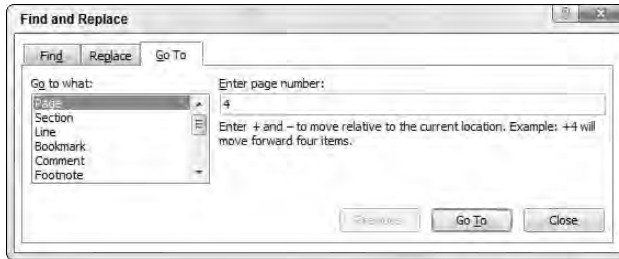 Find and Replace
Find Replace Go To
Go to what:
Page
Section
Line
Bookmark
Comment
Footnote
Enter page number:
4
Enter + and – to move relative to the current location. Example: +4 will
move forward four items.
Previous Go To Close